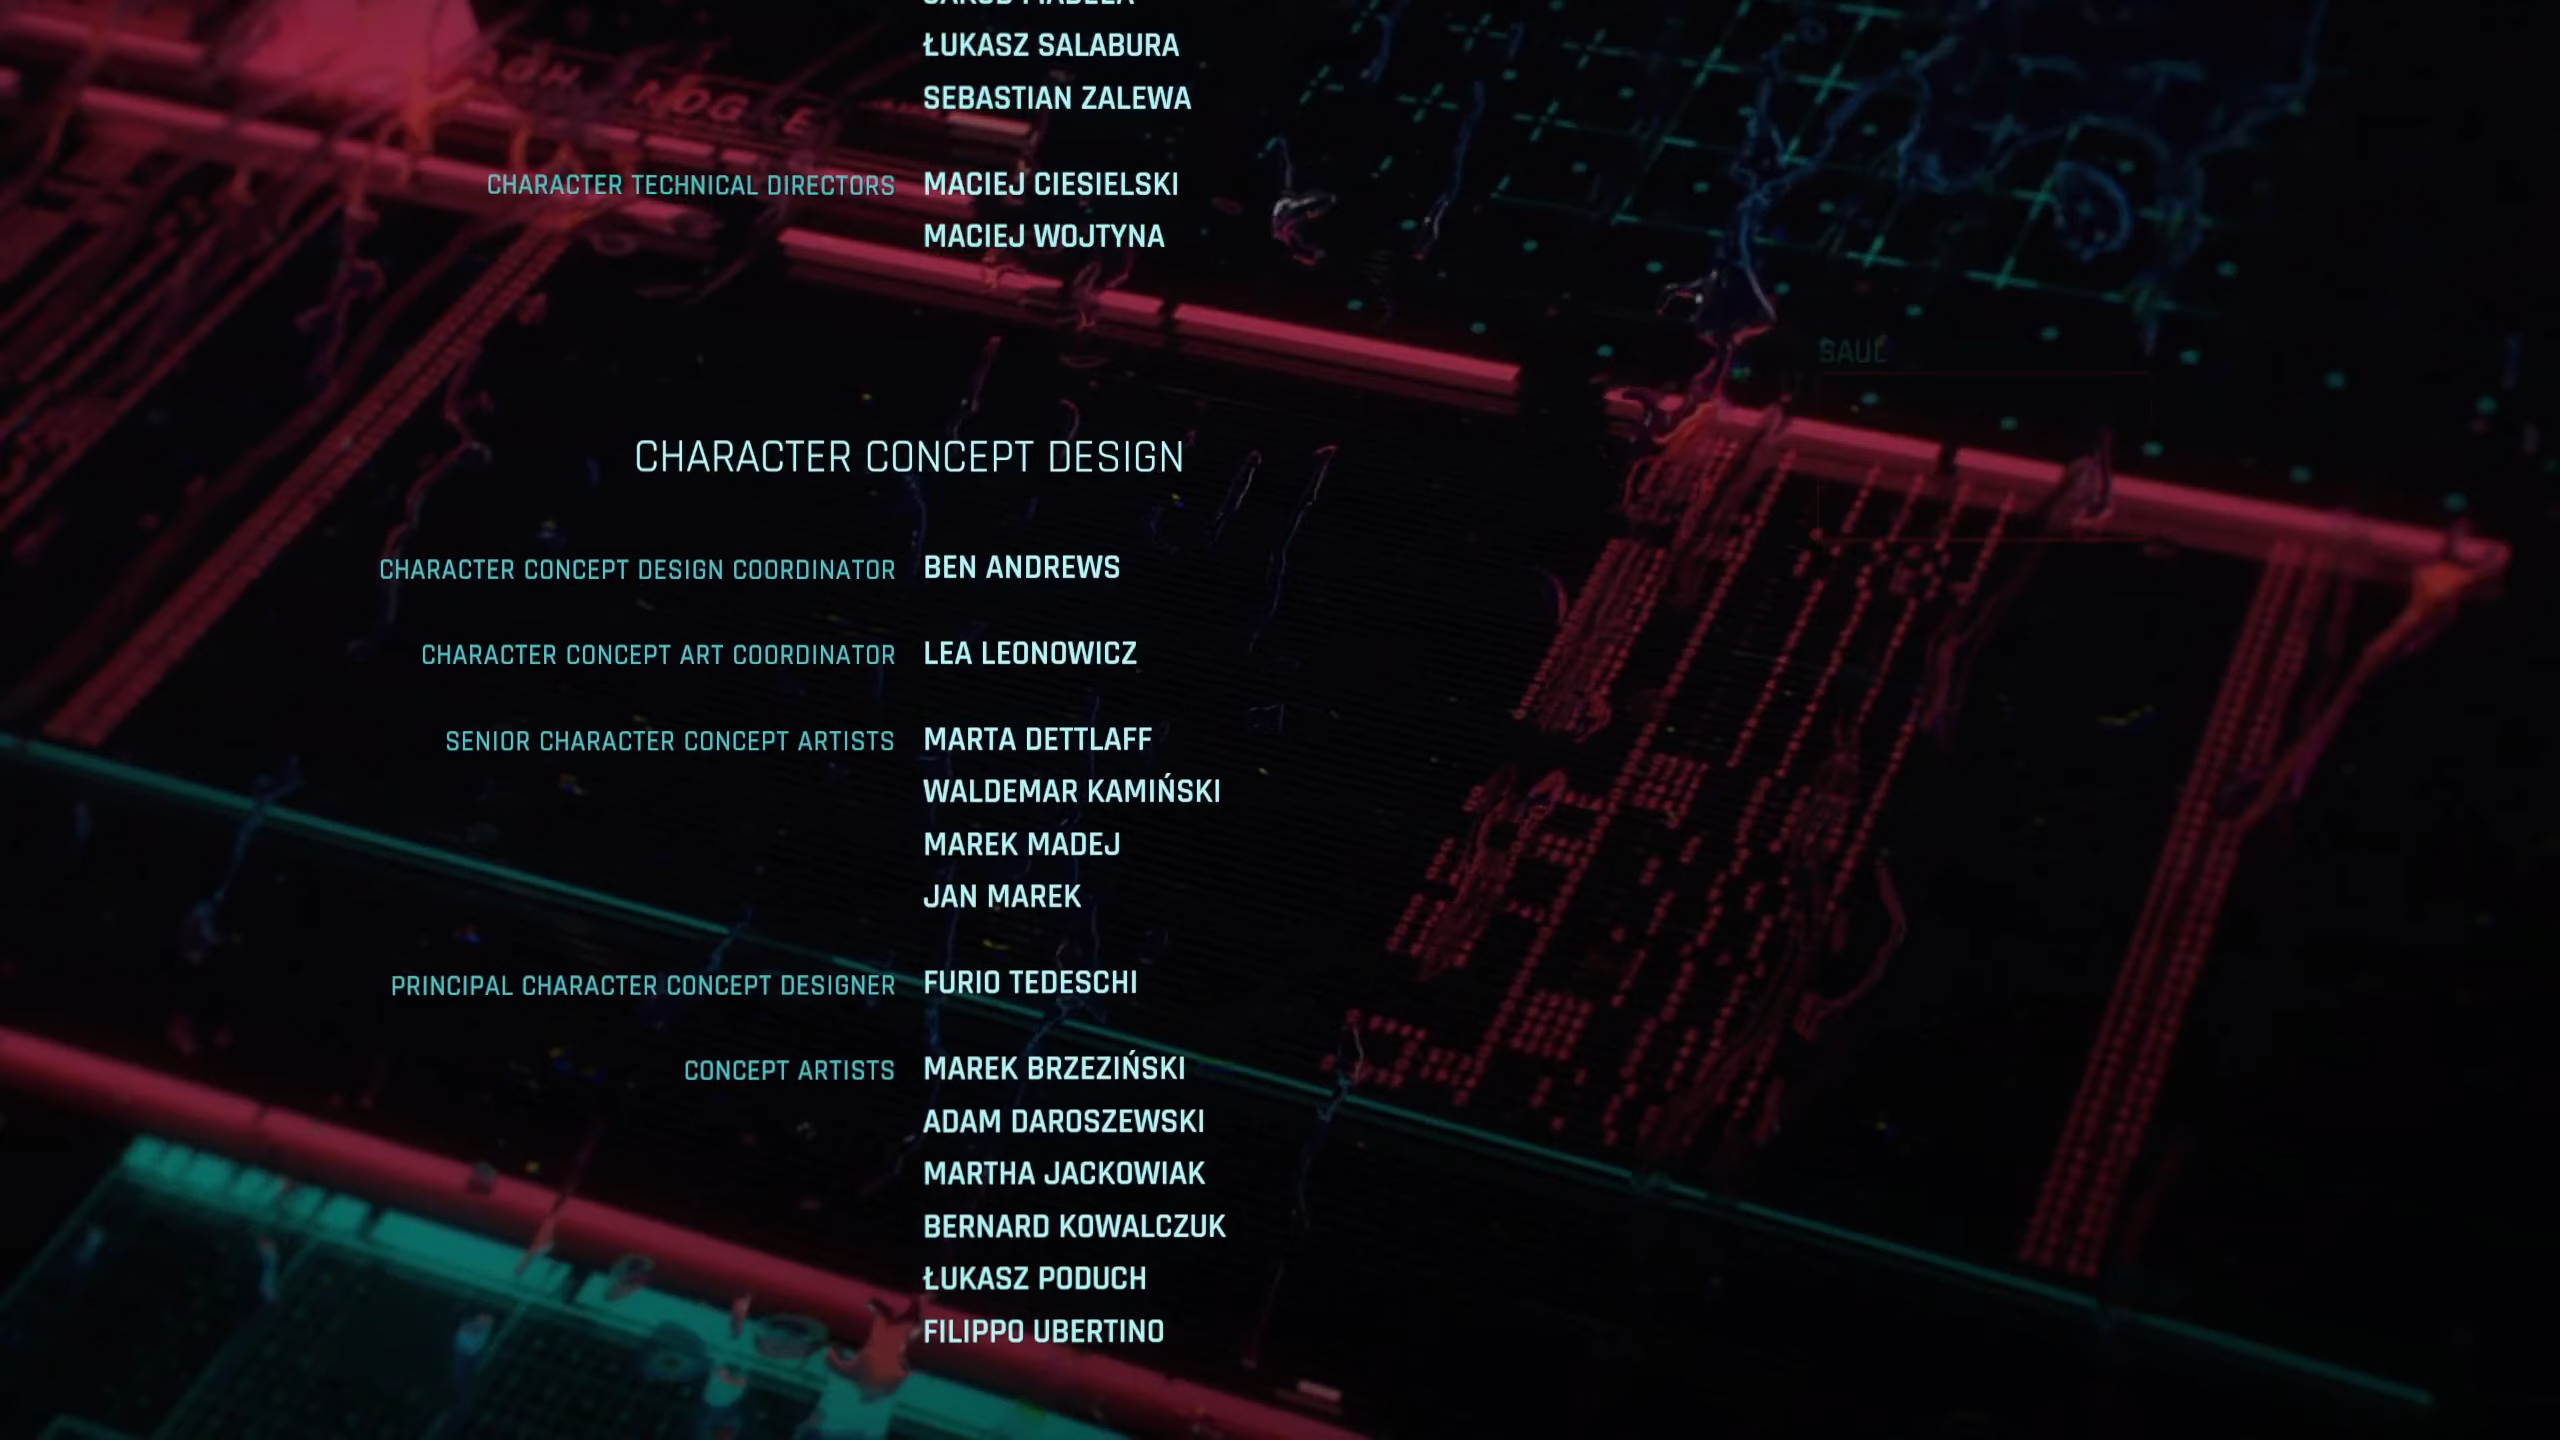 ŁUKASZ SALABURA
SEBASTIAN ZALEWA
CHARACTER TECHNICAL DIRECTORS MACIEJ CIESIELSKI
MACIEJ WOJTYNA
SAUL
CHARACTER CONCEPT DESIGN
CHARACTER CONCEPT DESIGN COORDINATOR BEN ANDREWS
CHARACTER CONCEPT ART COORDINATOR LEA LEONOWICZ
SENIOR CHARACTER CONCEPT ARTISTS MARTA DETTLAFF
WALDEMAR KAMIŃSKI
MAREK MADEJ
JAN MAREK
PRINCIPAL CHARACTER CONCEPT DESIGNER FURIO TEDESCHI
CONCEPT ARTISTS MAREK BRZEZIŃSKI
ADAM DAROSZEWSKI
MARTHA JACKOWIAK
BERNARD KOWALCZUK
ŁUKASZ PODUCH
FILIPPO UBERTINO